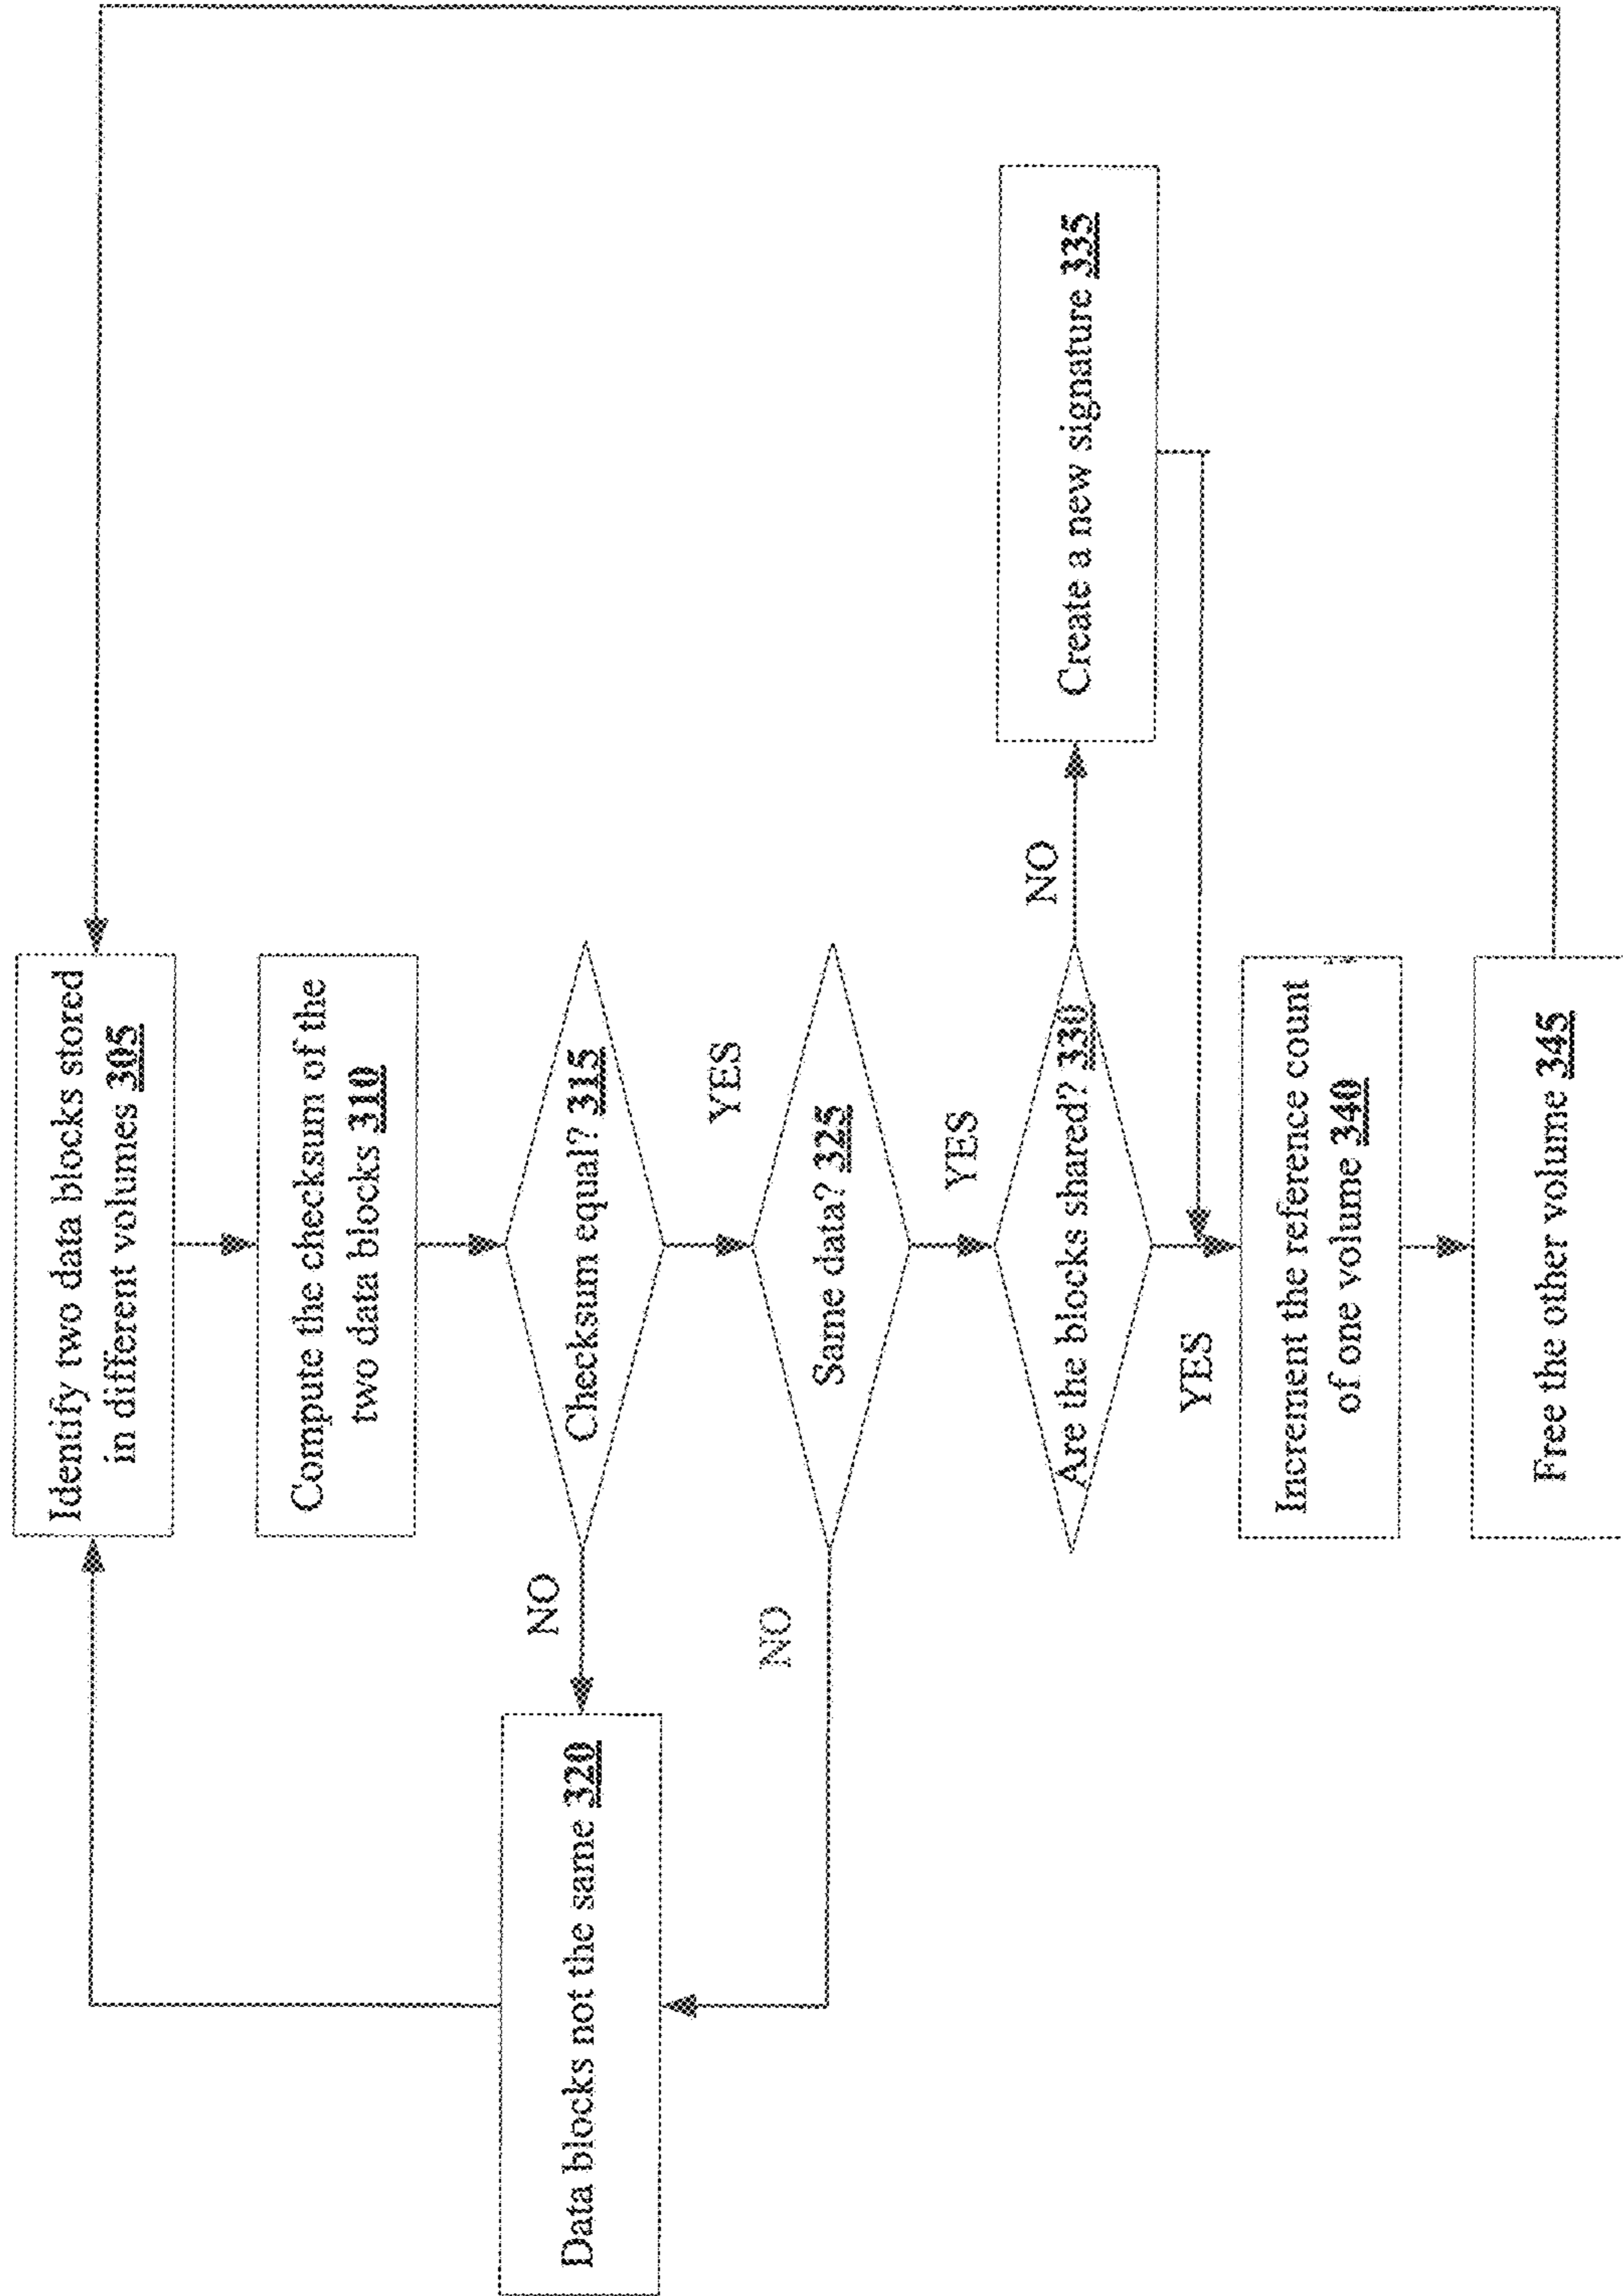 Identify two data blocks stored
in different volumes 305
Compute the checksum of the
two data blocks 310
Checksum equal? 315
NO
YES
Data blocks not the same 320
Same data? 325
NO
YES
Are the blocks shared? 330
NO
YES
Create a new signature 335
Increment the reference count
of one volume 340
Free the other volume 345